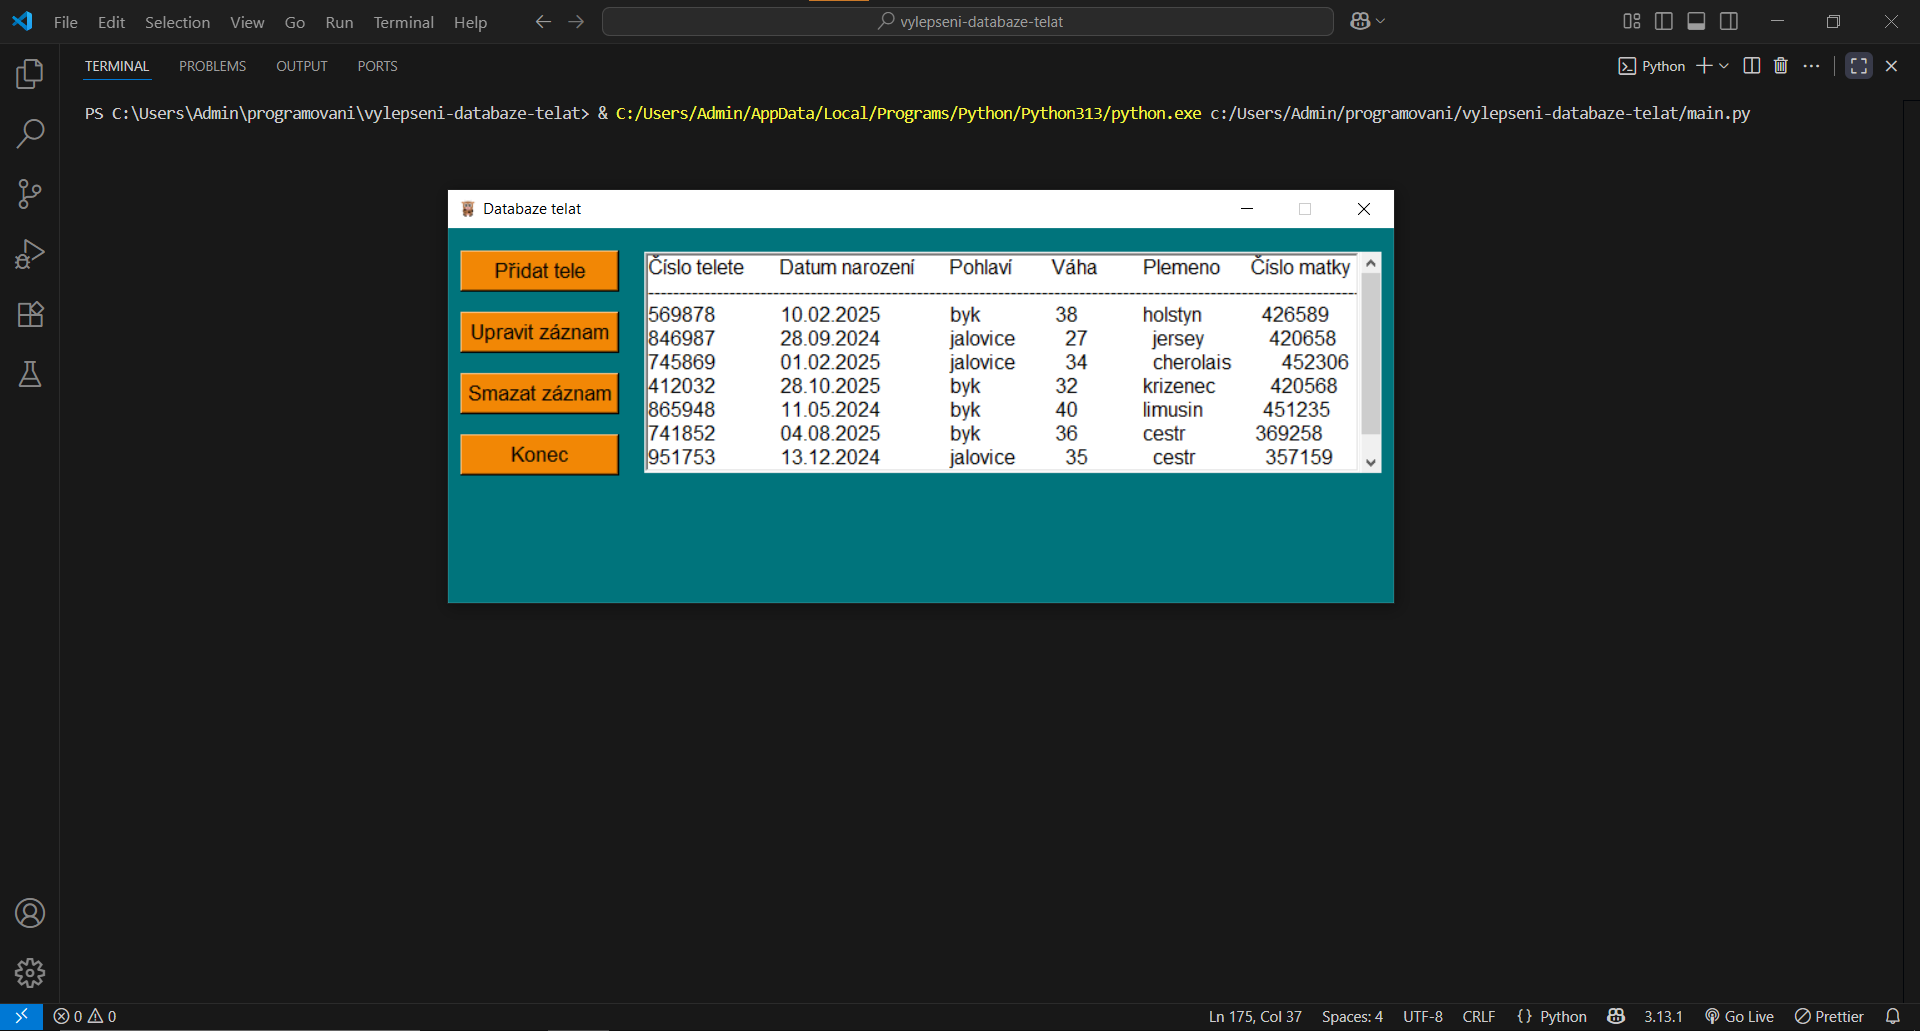 File Edit Selection View Go Run Terminal Help vylepseni-databaze-telat
TERMINAL PROBLEMS OUTPUT PORTS Python
PS C:\Users\Admin\programovani\vylepseni-databaze-telat> & C:/Users/Admin/AppData/Local/Programs/Python/Python313/python.exe c:/Users/Admin/programovani/vylepseni-databaze-telat/main.py
Databaze telat
Přidat tele
Upravit záznam
Smazat záznam
Konec
Číslo telete Datum narození Pohlaví Váha Plemeno Číslo matky
569878 10.02.2025 byk 38 holstyn 426589
846987 28.09.2024 jalovice 27 jersey 420658
745869 01.02.2025 jalovice 34 cherolais 452306
412032 28.10.2025 byk 32 krizenec 420568
865948 11.05.2024 byk 40 limusin 451235
741852 04.08.2025 byk 36 cestr 369258
951753 13.12.2024 jalovice 35 cestr 357159
0 0 Ln 175, Col 37 Spaces: 4 UTF-8 CRLF {} Python 3.13.1 Go Live Prettier